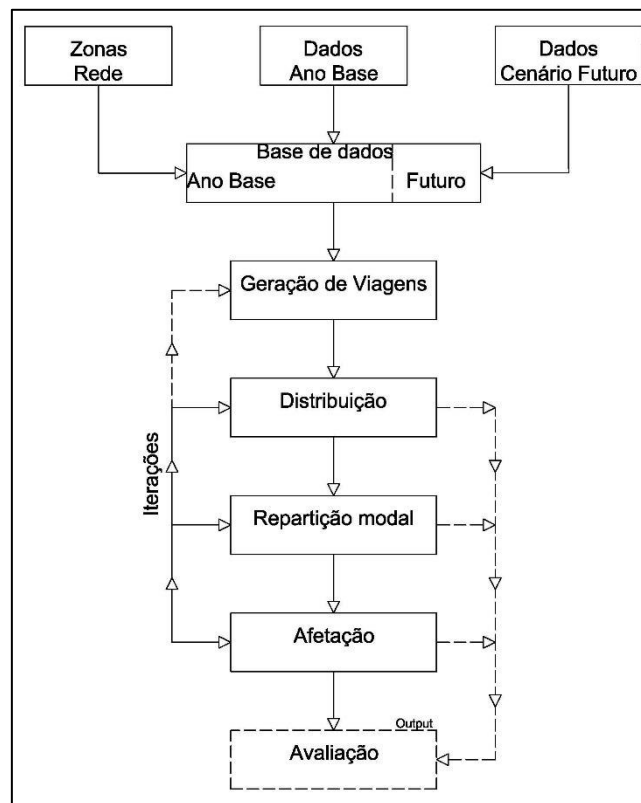 Zonas
Rede
Dados
Ano Base
Dados
Cenário Futuro
Base de dados
Ano Base
Futuro
Geração de Viagens
Distribuição
Iterações
Repartição modal
Afetação
Output
Avaliação